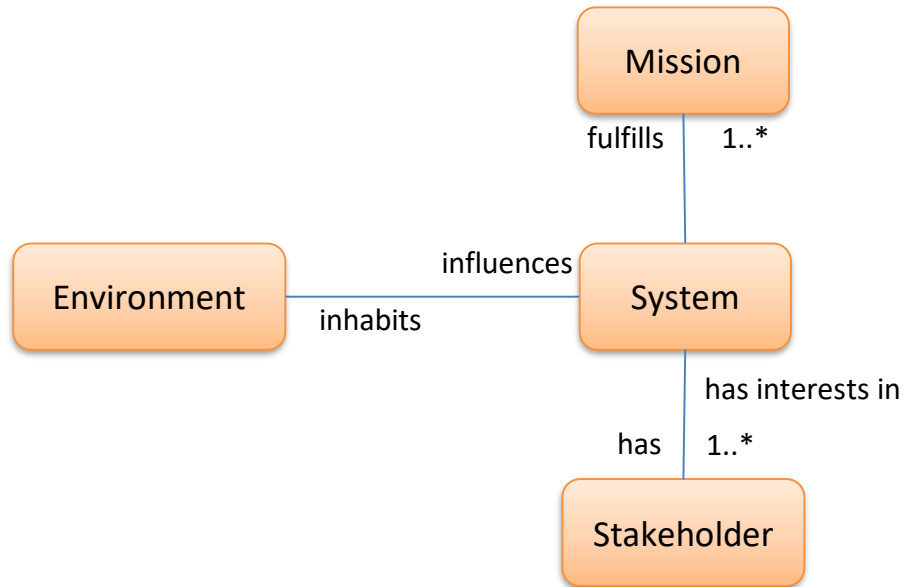 Mission
fulfills 1..*
influences
Environment
System
inhabits
has interests in
has 1..*
Stakeholder